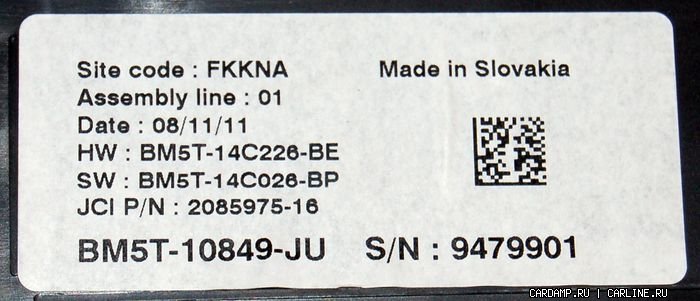 Site code : FKKNA Made in Slovakia
Assembly line : 01
Date : 08/11/11
HW : BM5T-14C226-BE
SW : BM5T-14C026-BP
JCI P/N : 2085975-16
BM5T-10849-JU S/N : 9479901
CARDAMP.RU | CARLINE.RU